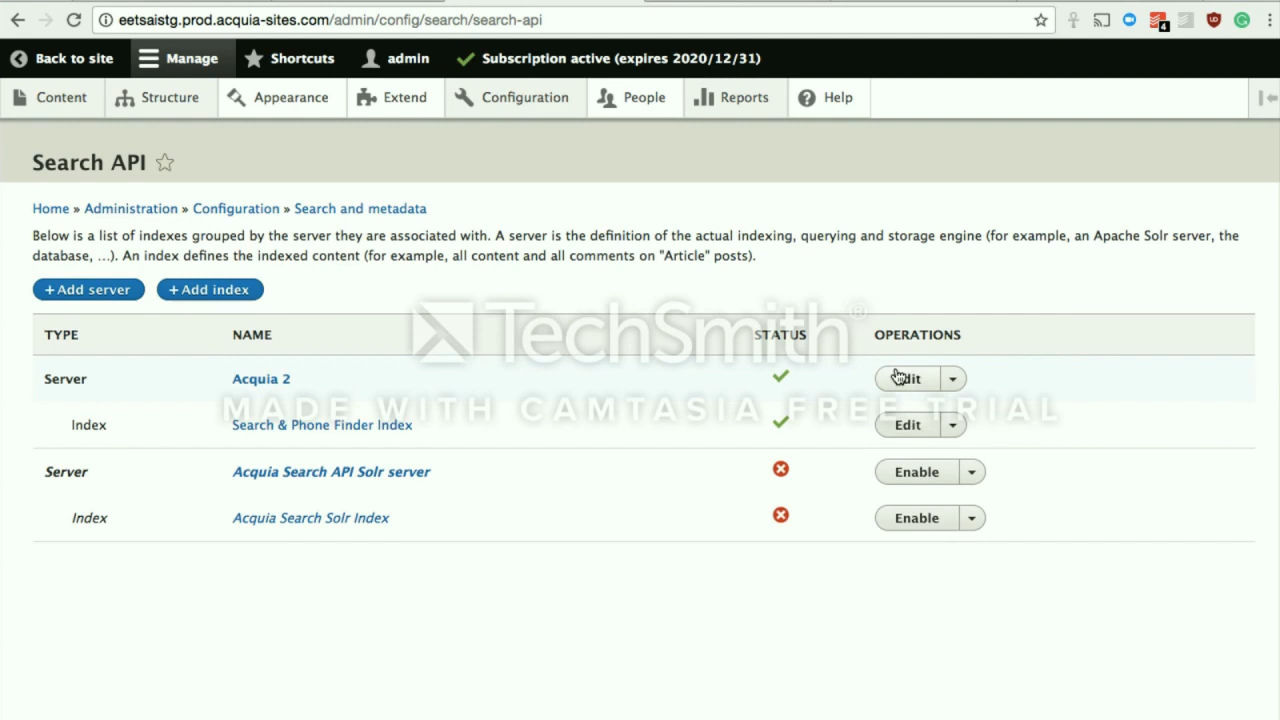 eetsaistg.prod.acquia-sites.com/admin/config/search/search-api
4
Back to site Manage Shortcuts admin Subscription active (expires 2020/12/31)
Content Structure Appearance Extend Configuration People Reports Help
Search API
Home » Administration » Configuration » Search and metadata
Below is a list of indexes grouped by the server they are associated with. A server is the definition of the actual indexing, querying and storage engine (for example, an Apache Solr server, the
database, ...). An index defines the indexed content (for example, all content and all comments on "Article" posts).
+ Add server + Add index
TechSmith®
TYPE NAME STATUS OPERATIONS
Server Acquia 2 Edit
MADE WITH CAMTASIA FREE TRIAL
Index Search & Phone Finder Index Edit
Server Acquia Search API Solr server Enable
Index Acquia Search Solr Index Enable